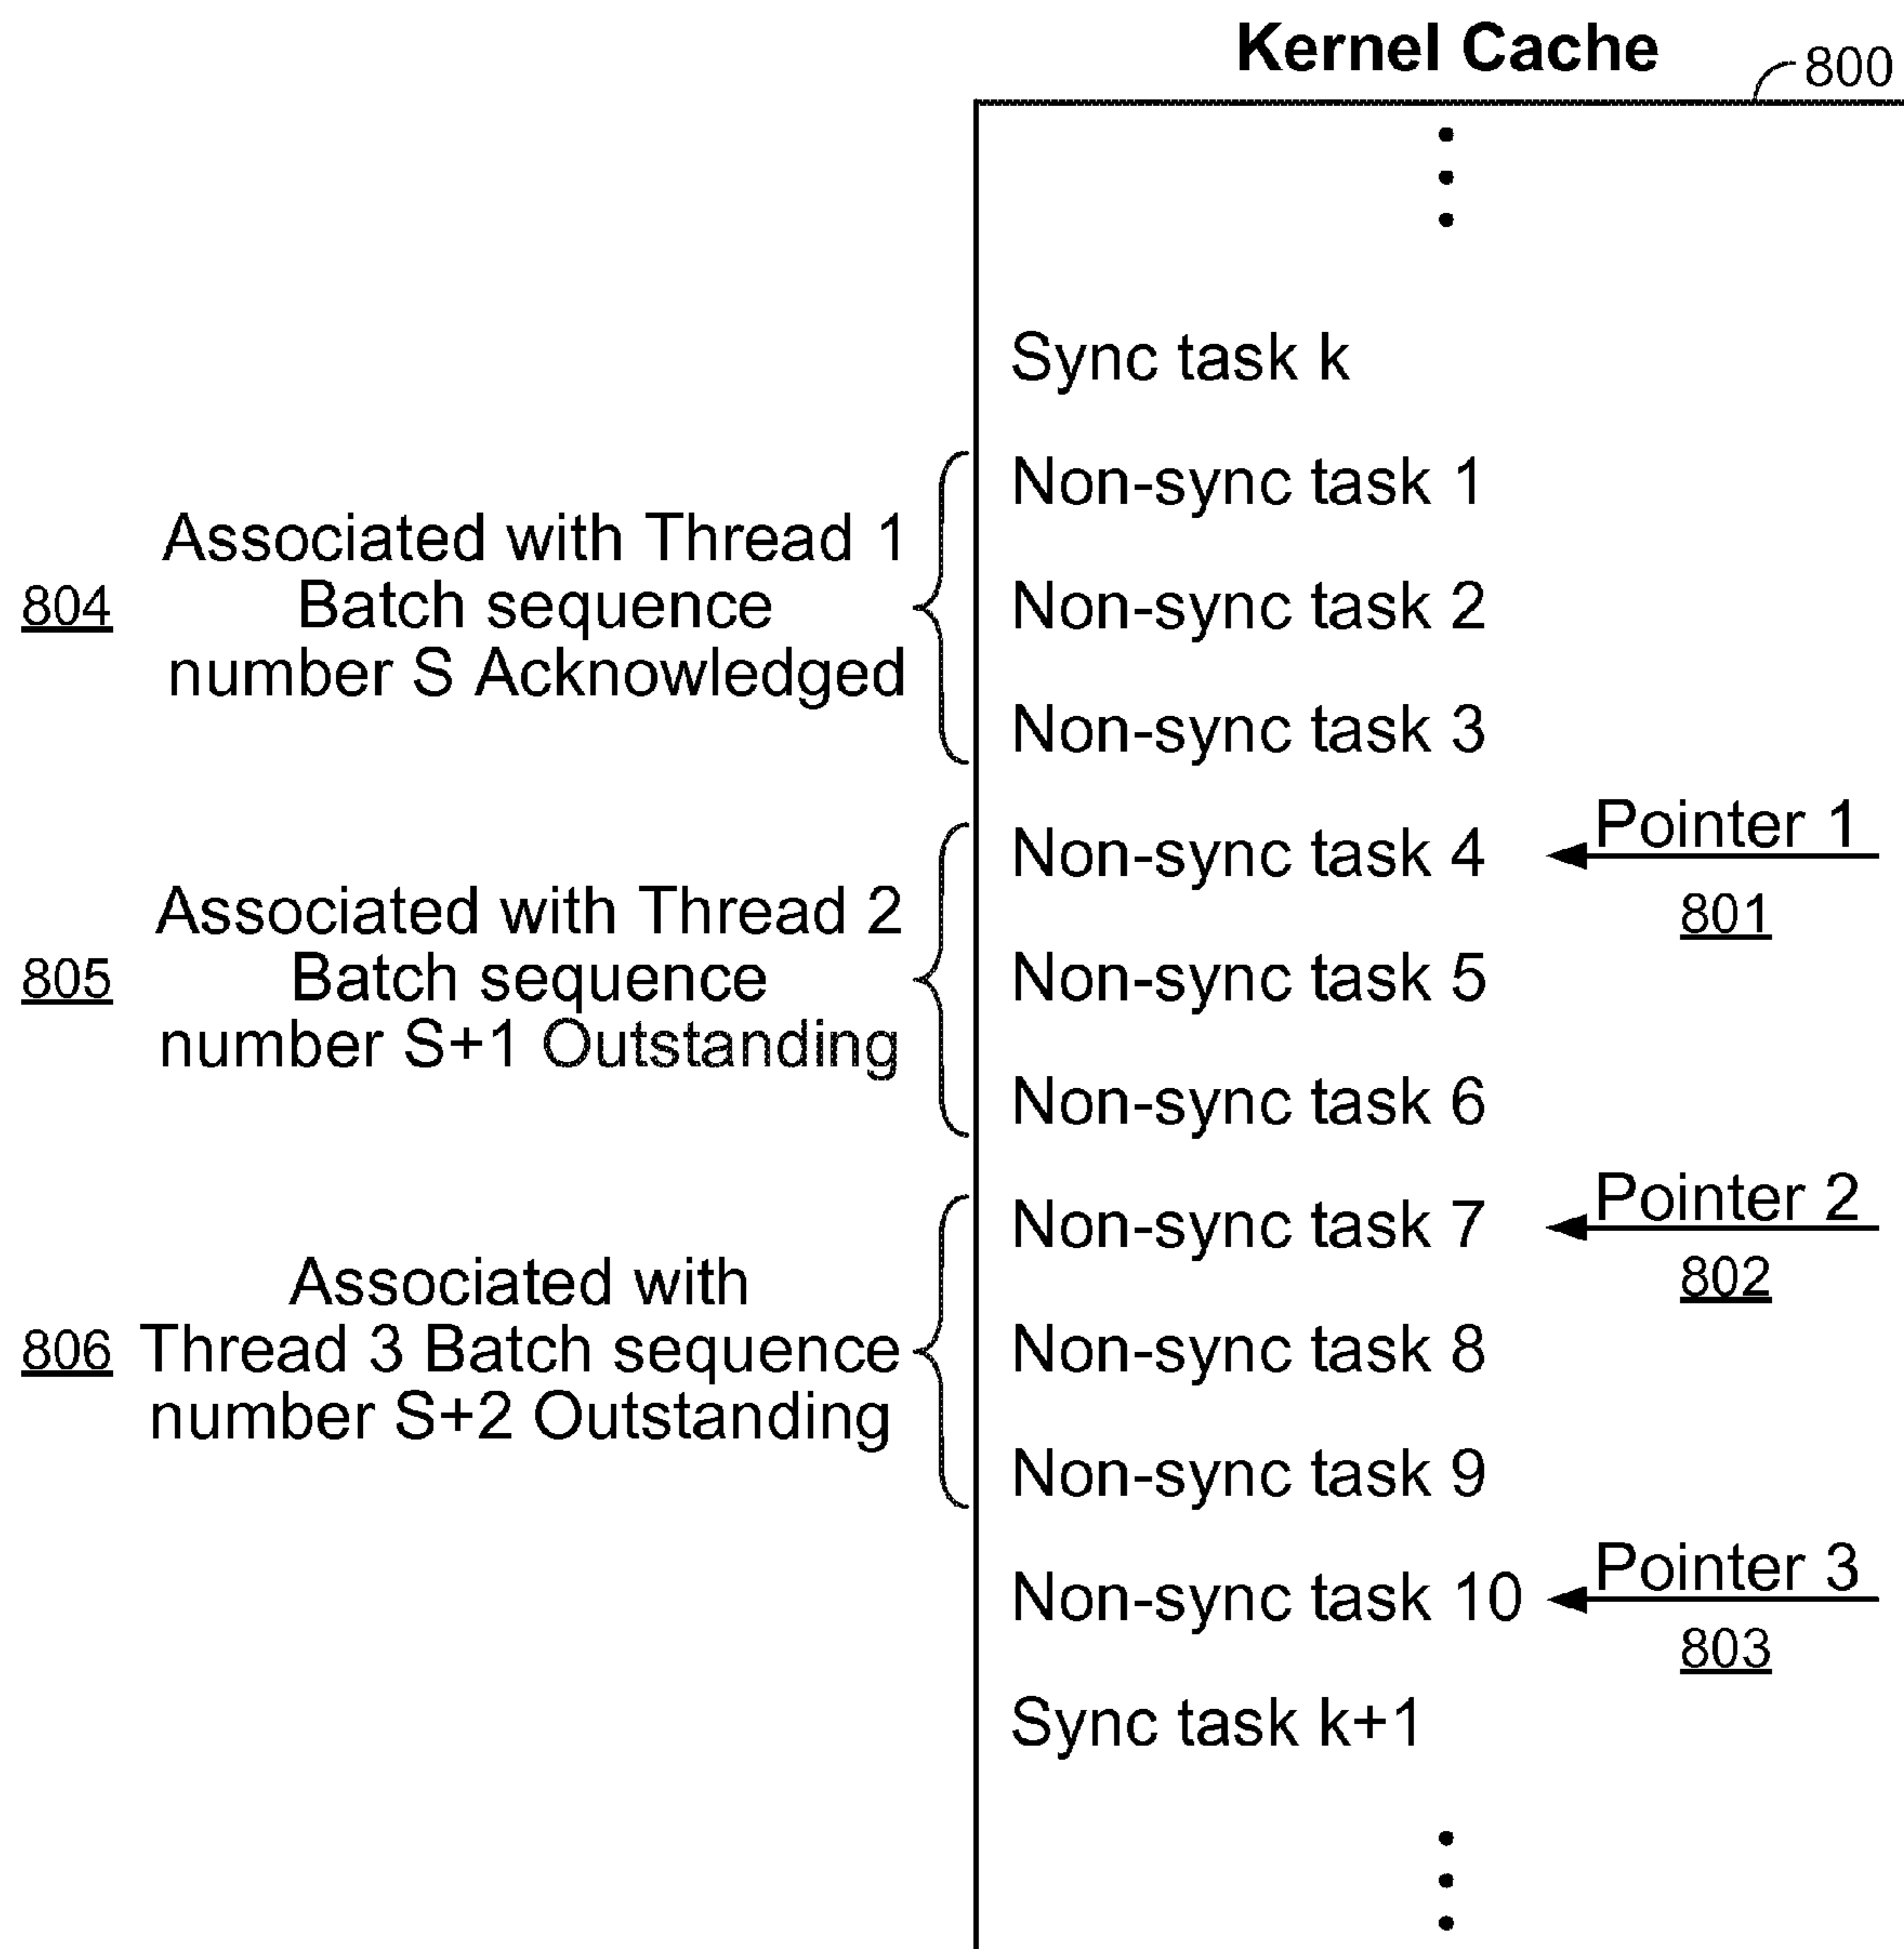 Kernel Cache
800
Sync task k
Non-sync task 1
Non-sync task 2
Non-sync task 3
Non-sync task 4
Non-sync task 5
Non-sync task 6
Non-sync task 7
Non-sync task 8
Non-sync task 9
Non-sync task 10
Sync task k+1
804
Associated with Thread 1
Batch sequence
number S Acknowledged
805
Associated with Thread 2
Batch sequence
number S+1 Outstanding
806
Associated with
Thread 3 Batch sequence
number S+2 Outstanding
Pointer 1
801
Pointer 2
802
Pointer 3
803